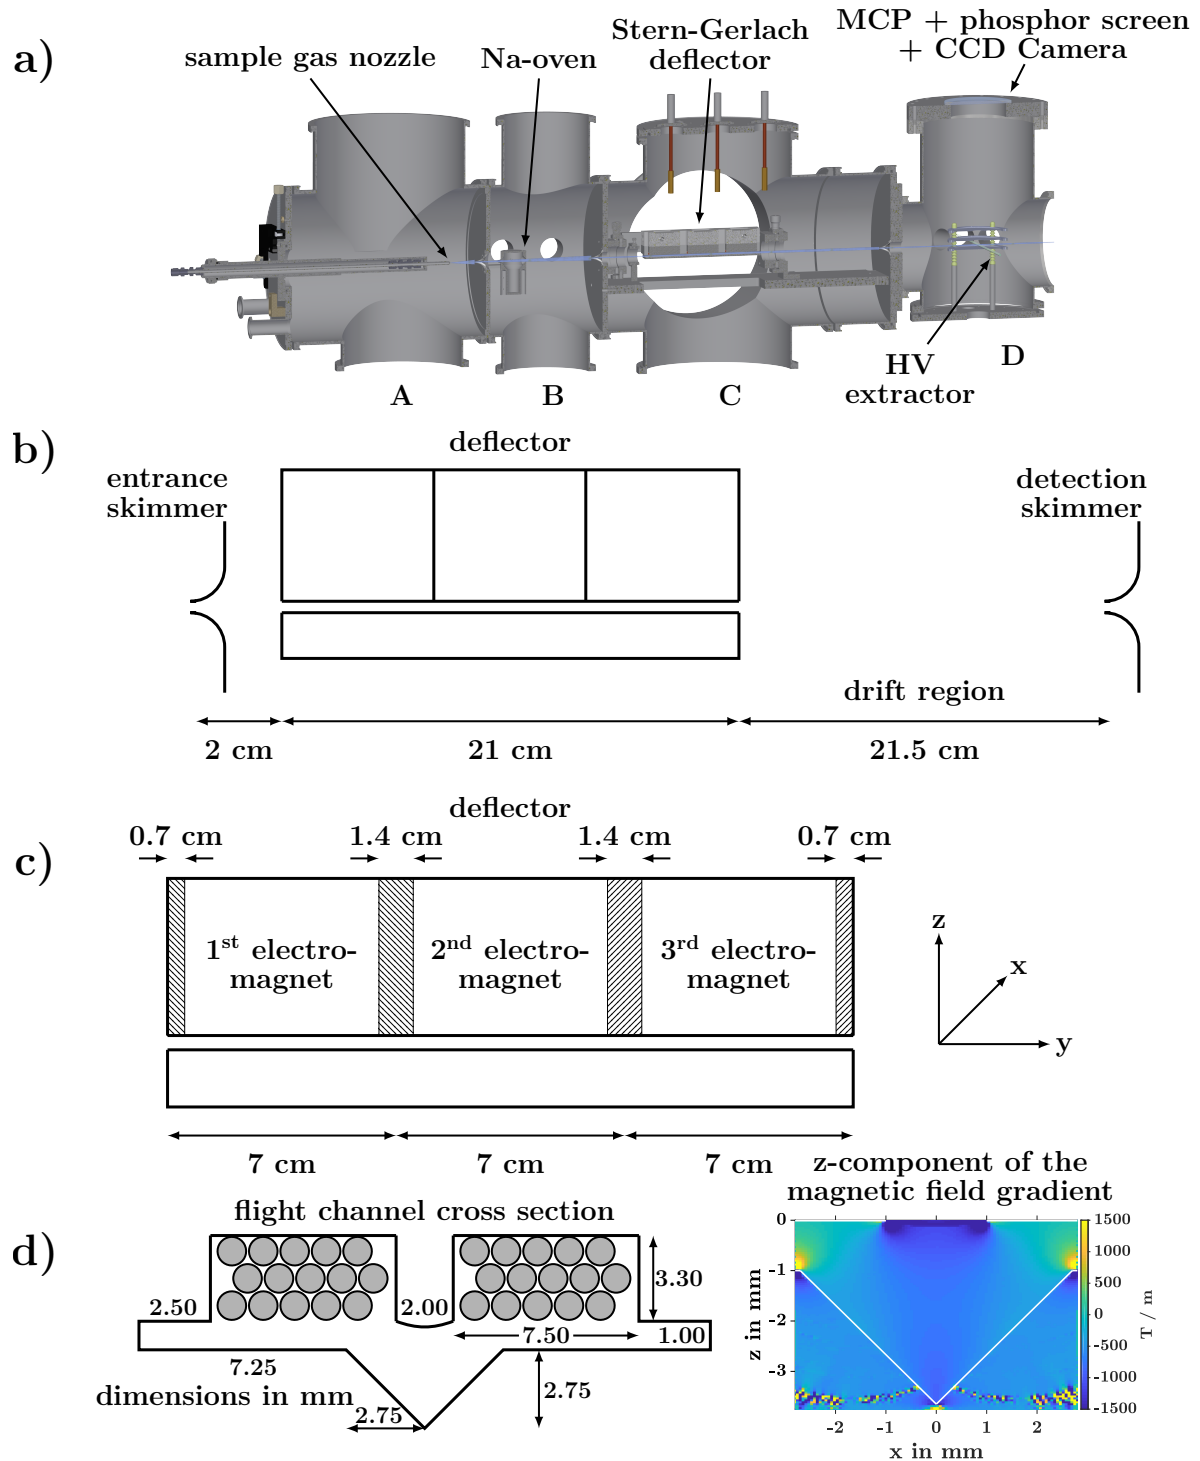 a)
sample gas nozzle
Na-oven
Stern-Gerlach
deflector
MCP + phosphor screen
+ CCD Camera
HV
extractor
A
B
C
D
b)
deflector
entrance
skimmer
detection
skimmer
drift region
2 cm
21 cm
21.5 cm
deflector
0.7 cm
1.4 cm
1.4 cm
0.7 cm
c)
1st electro-
magnet
2nd electro-
magnet
3rd electro-
magnet
z
x
y
7 cm
7 cm
7 cm
d)
flight channel cross section
2.50
2.00
3.30
7.50
1.00
7.25
dimensions in mm
2.75
2.75
z-component of the
magnetic field gradient
0
-1
-2
-3
z in mm
-2
-1
0
1
2
x in mm
1500
1000
500
0
-500
-1000
-1500
T / m